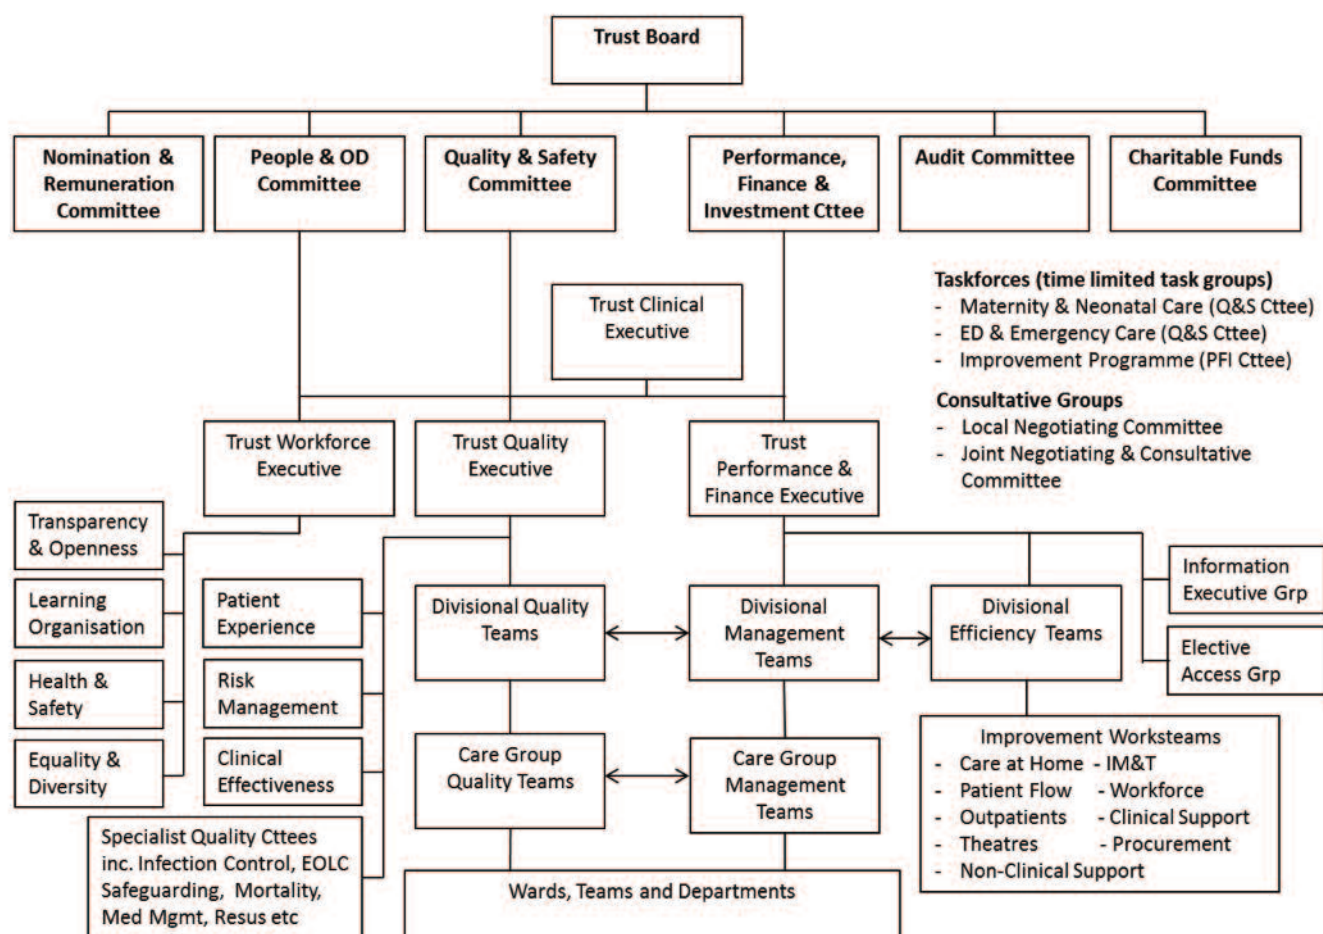 Trust Board
Nomination &
Remuneration
Committee
People & OD
Committee
Quality & Safety
Committee
Performance,
Finance &
Investment Cttee
Audit Committee
Charitable Funds
Committee
Trust Clinical
Executive
Taskforces (time limited task groups)
- Maternity & Neonatal Care (Q&S Cttee)
- ED & Emergency Care (Q&S Cttee)
- Improvement Programme (PFI Cttee)
Consultative Groups
- Local Negotiating Committee
- Joint Negotiating & Consultative
Committee
Trust Workforce
Executive
Trust Quality
Executive
Trust
Performance &
Finance Executive
Transparency
& Openness
Learning
Organisation
Health &
Safety
Equality &
Diversity
Patient
Experience
Risk
Management
Clinical
Effectiveness
Specialist Quality Cttees
inc. Infection Control, EOLC
Safeguarding, Mortality,
Med Mgmt, Resus etc
Divisional Quality
Teams
Divisional
Management
Teams
Divisional
Efficiency Teams
Information
Executive Grp
Elective
Access Grp
Care Group
Quality Teams
Care Group
Management
Teams
Improvement Worksteams
- Care at Home - IM&T
- Patient Flow - Workforce
- Outpatients - Clinical Support
- Theatres - Procurement
- Non-Clinical Support
Wards, Teams and Departments